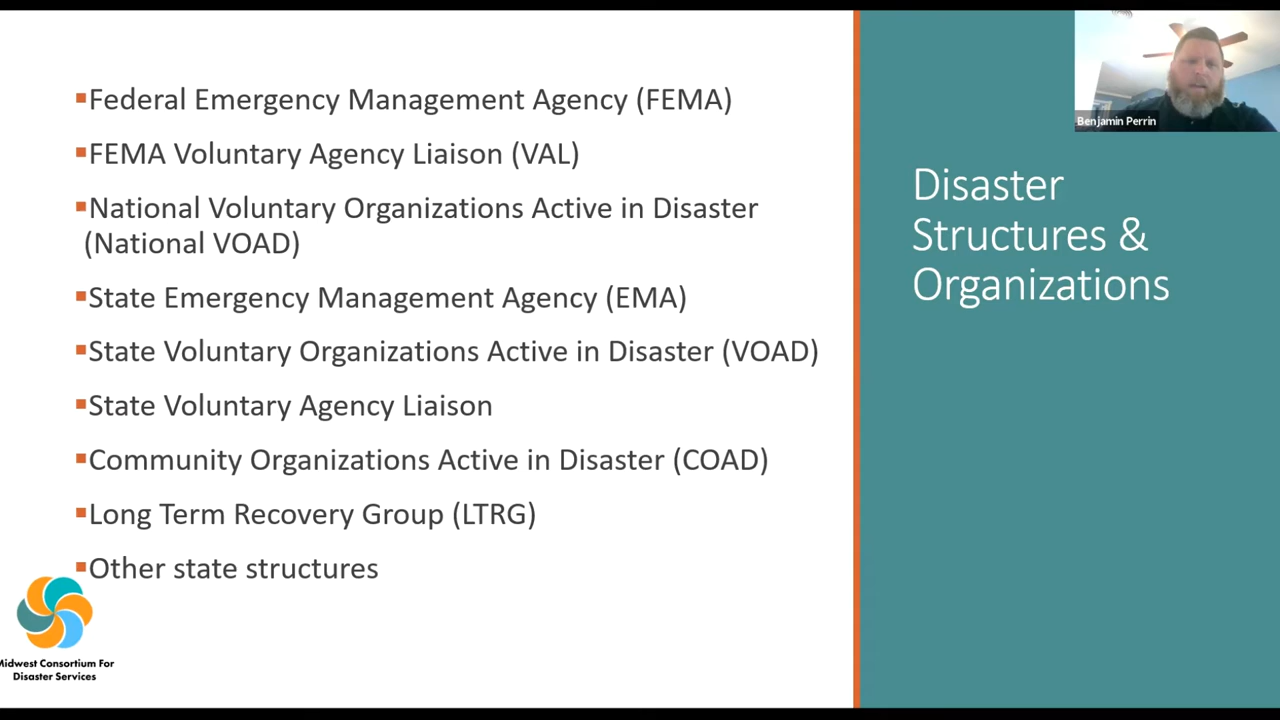 ▪Federal Emergency Management Agency (FEMA)
▪FEMA Voluntary Agency Liaison (VAL)
▪National Voluntary Organizations Active in Disaster
(National VOAD)
▪State Emergency Management Agency (EMA)
▪State Voluntary Organizations Active in Disaster (VOAD)
▪State Voluntary Agency Liaison
▪Community Organizations Active in Disaster (COAD)
▪Long Term Recovery Group (LTRG)
▪Other state structures
Midwest Consortium For
Disaster Services
Benjamin Perrin
Disaster
Structures &
Organizations